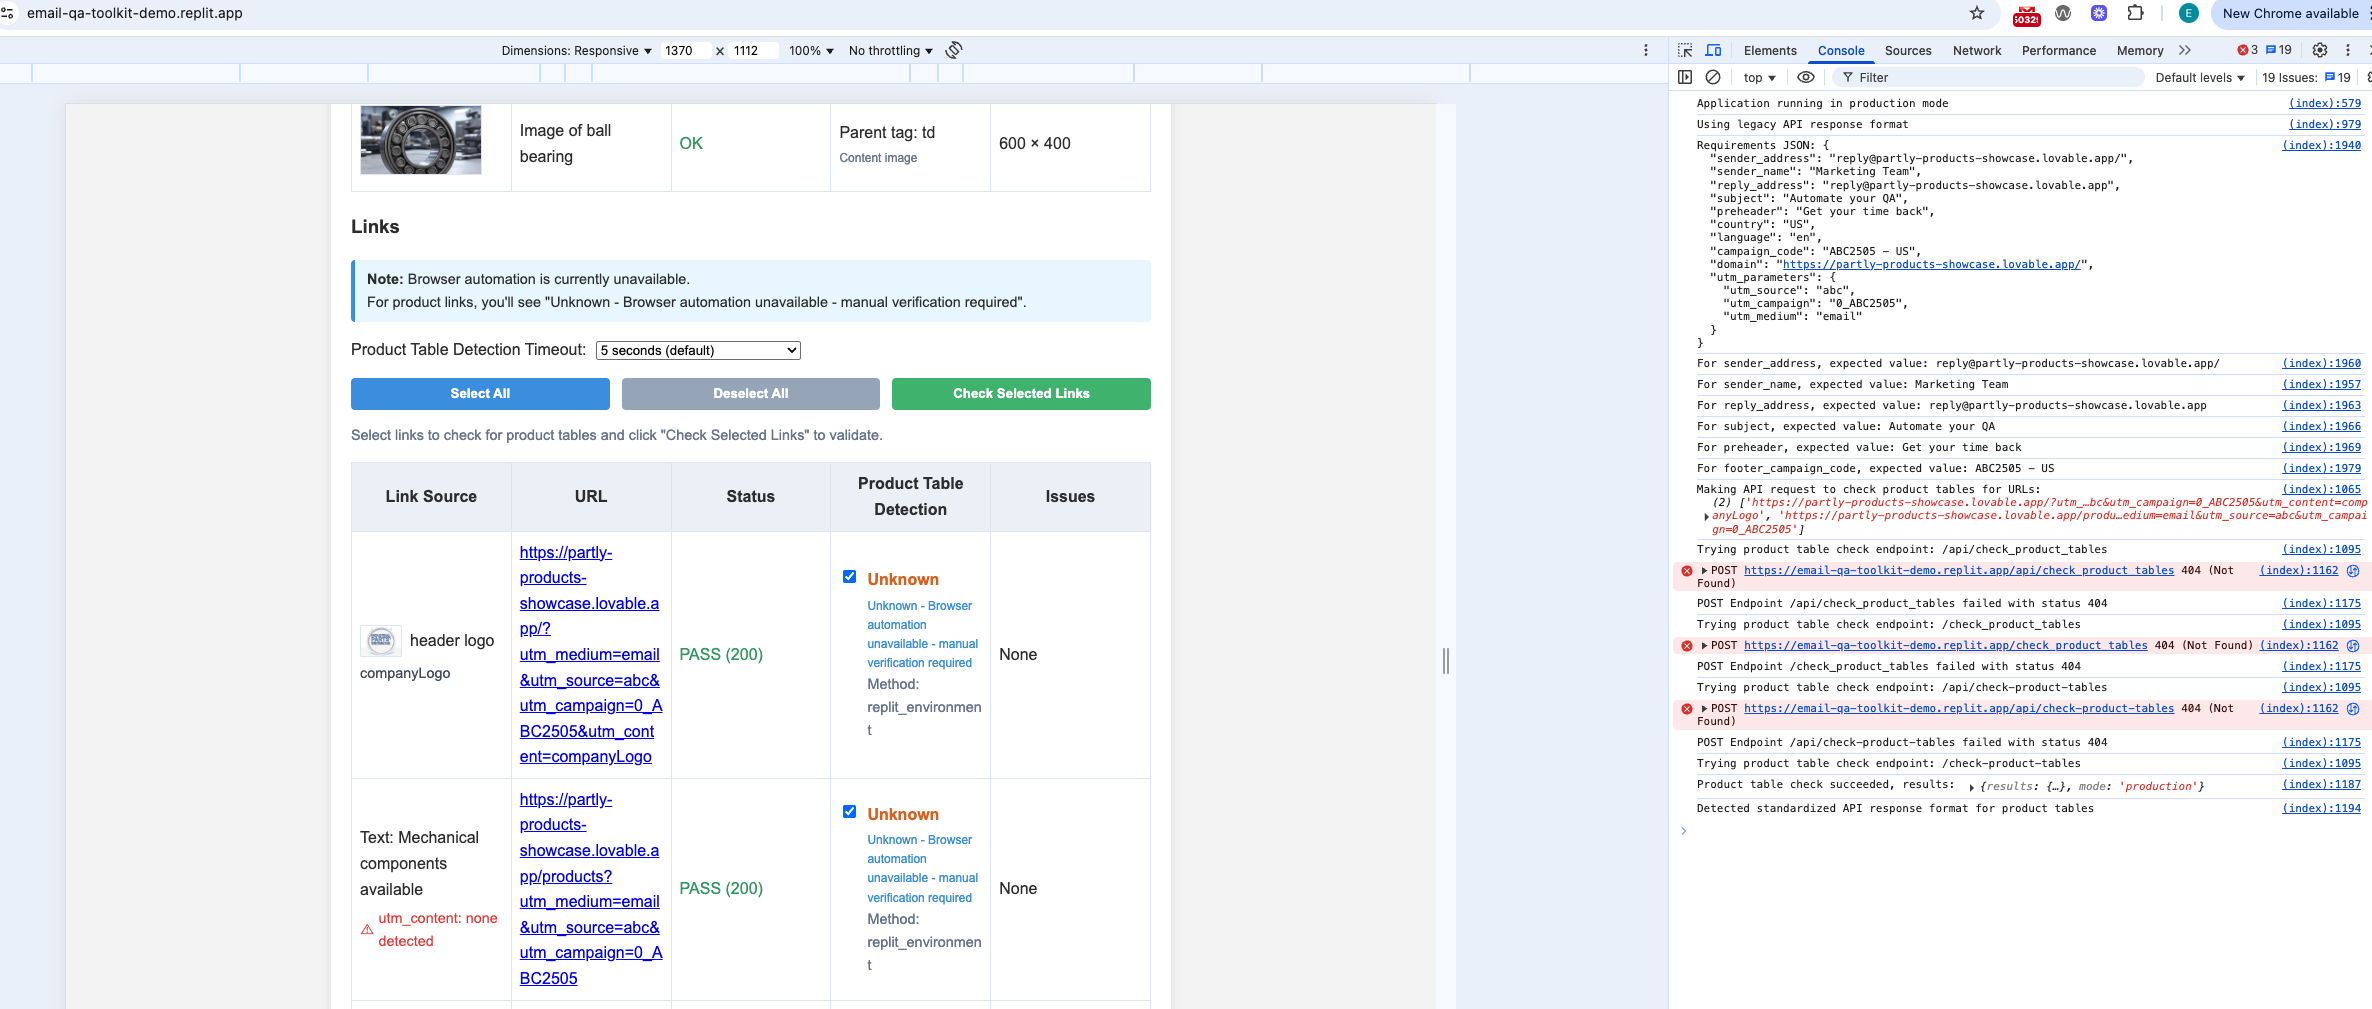 email-qa-toolkit-demo.replit.app
E
New Chrome available
Dimensions: Responsive ▼ 1370 × 1112 100% ▼ No throttling ▼
Elements Console Sources Network Performance Memory >> 3 19
top ▼ Filter Default levels ▼ 19 Issues: 19
Image of ball
bearing
OK
Parent tag: td
Content image
600 × 400
Links
Note: Browser automation is currently unavailable.
For product links, you'll see "Unknown - Browser automation unavailable - manual verification required".
Product Table Detection Timeout: 5 seconds (default)
Select All Deselect All Check Selected Links
Select links to check for product tables and click "Check Selected Links" to validate.
Link Source URL Status Product Table Detection Issues
header logo
companyLogo
https://partly-
products-
showcase.lovable.a
pp/?
utm_medium=email
&utm_source=abc&
utm_campaign=0_A
BC2505&utm_cont
ent=companyLogo
PASS (200)
Unknown
Unknown - Browser
automation
unavailable - manual
verification required
Method:
replit_environmen
t
None
Text: Mechanical
components
available
⚠ utm_content: none
detected
https://partly-
products-
showcase.lovable.a
pp/products?
utm_medium=email
&utm_source=abc&
utm_campaign=0_A
BC2505
PASS (200)
Unknown
Unknown - Browser
automation
unavailable - manual
verification required
Method:
replit_environmen
t
None
Application running in production mode (index):579
Using legacy API response format (index):979
Requirements JSON: { (index):1940
"sender_address": "reply@partly-products-showcase.lovable.app/",
"sender_name": "Marketing Team",
"reply_address": "reply@partly-products-showcase.lovable.app",
"subject": "Automate your QA",
"preheader": "Get your time back",
"country": "US",
"language": "en",
"campaign_code": "ABC2505 - US",
"domain": "https://partly-products-showcase.lovable.app/",
"utm_parameters": {
"utm_source": "abc",
"utm_campaign": "0_ABC2505",
"utm_medium": "email"
}
}
For sender_address, expected value: reply@partly-products-showcase.lovable.app/ (index):1960
For sender_name, expected value: Marketing Team (index):1957
For reply_address, expected value: reply@partly-products-showcase.lovable.app (index):1963
For subject, expected value: Automate your QA (index):1966
For preheader, expected value: Get your time back (index):1969
For footer_campaign_code, expected value: ABC2505 - US (index):1979
Making API request to check product tables for URLs: (index):1065
(2) ['https://partly-products-showcase.lovable.app/?utm_…bc&utm_campaign=0_ABC2505&utm_content=comp
anyLogo', 'https://partly-products-showcase.lovable.app/produ…edium=email&utm_source=abc&utm_campai
gn=0_ABC2505']
Trying product table check endpoint: /api/check_product_tables (index):1095
POST https://email-qa-toolkit-demo.replit.app/api/check_product_tables 404 (Not (index):1162
Found)
POST Endpoint /api/check_product_tables failed with status 404 (index):1175
Trying product table check endpoint: /check_product_tables (index):1095
POST https://email-qa-toolkit-demo.replit.app/check_product_tables 404 (Not Found) (index):1162
POST Endpoint /check_product_tables failed with status 404 (index):1175
Trying product table check endpoint: /api/check-product-tables (index):1095
POST https://email-qa-toolkit-demo.replit.app/api/check-product-tables 404 (Not (index):1162
Found)
POST Endpoint /api/check-product-tables failed with status 404 (index):1175
Trying product table check endpoint: /check-product-tables (index):1095
Product table check succeeded, results: {results: {…}, mode: 'production'} (index):1187
Detected standardized API response format for product tables (index):1194